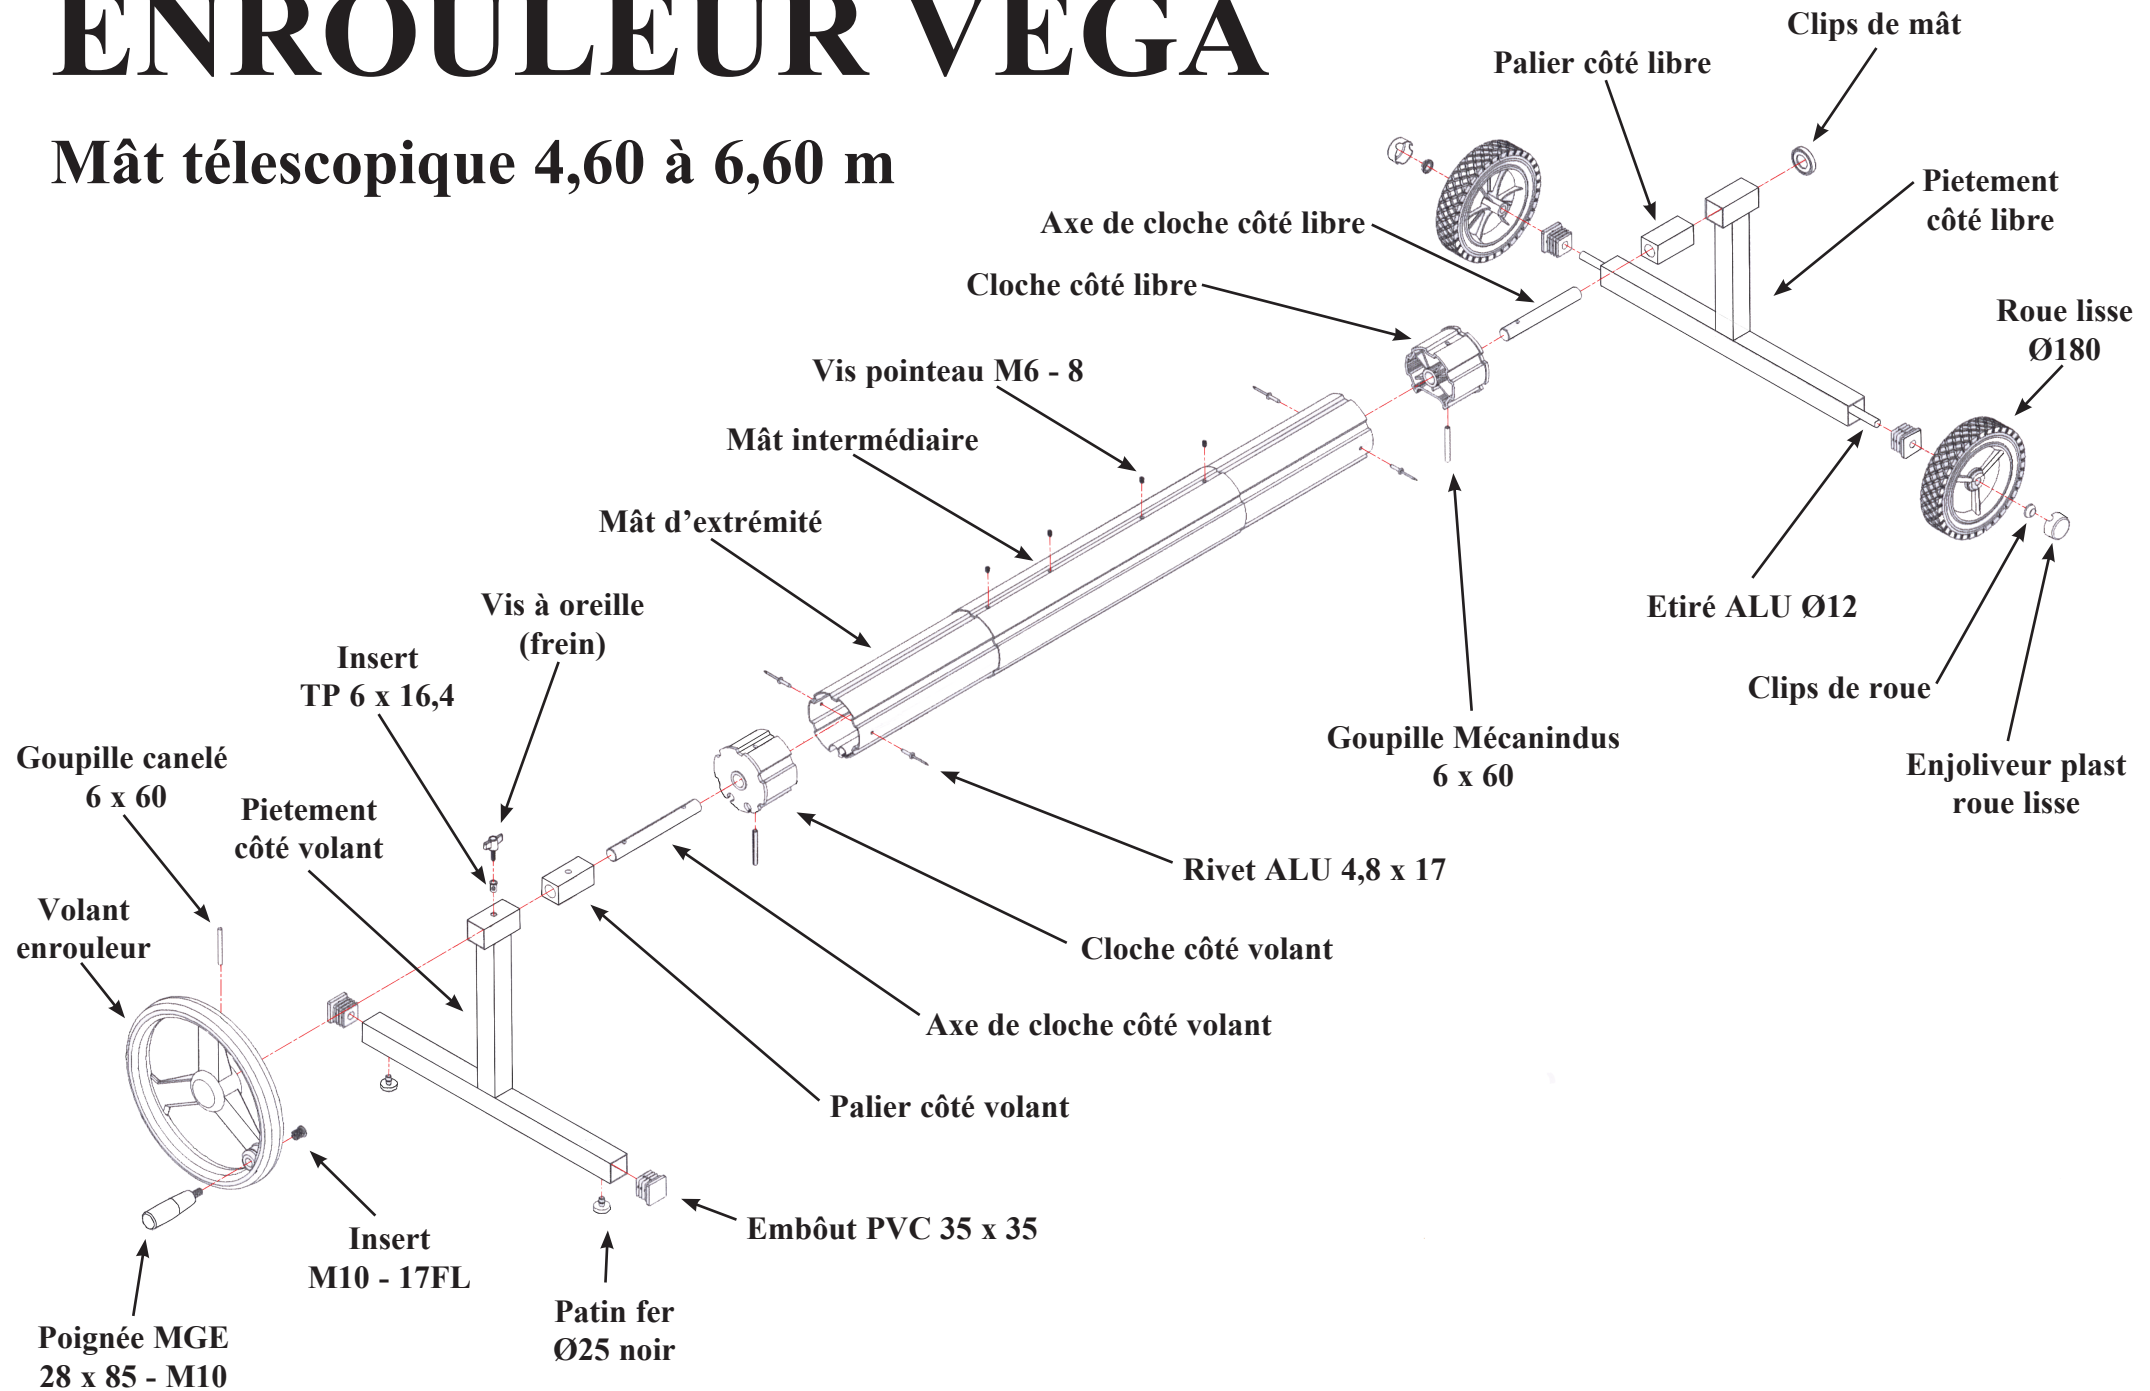 ENROULEUR VEGA
Mât télescopique 4,60 à 6,60 m
Clips de mât
Palier côté libre
Pietement
côté libre
Axe de cloche côté libre
Cloche côté libre
Roue lisse
Ø180
Vis pointeau M6 - 8
Mât intermédiaire
Mât d’extrémité
Vis à oreille
(frein)
Etiré ALU Ø12
Insert
TP 6 x 16,4
Clips de roue
Goupille Mécanindus
6 x 60
Enjoliveur plast
roue lisse
Goupille canelé
6 x 60
Pietement
côté volant
Rivet ALU 4,8 x 17
Volant
enrouleur
Cloche côté volant
Axe de cloche côté volant
Palier côté volant
Embôut PVC 35 x 35
Insert
M10 - 17FL
Patin fer
Ø25 noir
Poignée MGE
28 x 85 - M10